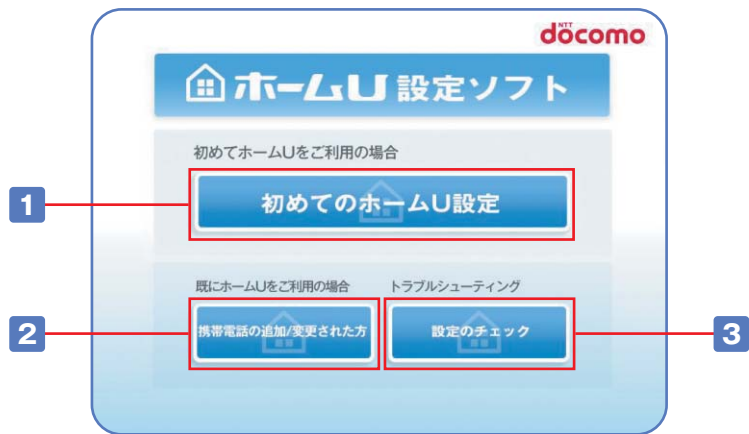 NTT
döcomo
ホームU 設定ソフト
初めてホームUをご利用の場合
1
初めてのホームU設定
既にホームUをご利用の場合
トラブルシューティング
2
携帯電話の追加/変更された方
設定のチェック
3